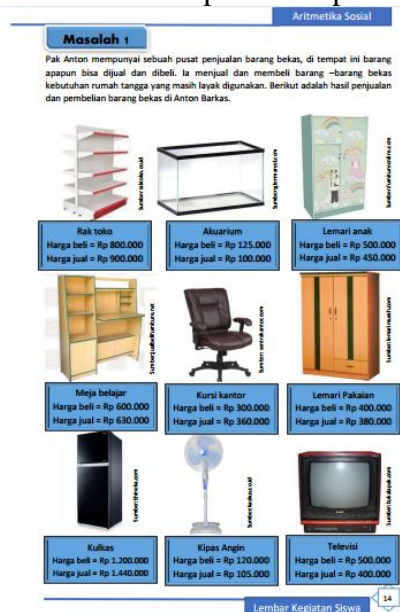 Aritmetika Sosial
Masalah 1
Pak Anton mempunyai sebuah pusat penjualan barang bekas, di tempat ini barang
apapun bisa dijual dan dibeli. Ia menjual dan membeli barang –barang bekas
kebutuhan rumah tangga yang masih layak digunakan. Berikut adalah hasil penjualan
dan pembelian barang bekas di Anton Barkas.
Rak toko
Harga beli = Rp 800.000
Harga jual = Rp 900.000
Akuarium
Harga beli = Rp 125.000
Harga jual = Rp 100.000
Lemari anak
Harga beli = Rp 500.000
Harga jual = Rp 450.000
Meja belajar
Harga beli = Rp 600.000
Harga jual = Rp 630.000
Kursi kantor
Harga beli = Rp 300.000
Harga jual = Rp 360.000
Lemari Pakaian
Harga beli = Rp 400.000
Harga jual = Rp 380.000
Kulkas
Harga beli = Rp 1.200.000
Harga jual = Rp 1.440.000
Kipas Angin
Harga beli = Rp 120.000
Harga jual = Rp 105.000
Televisi
Harga beli = Rp 500.000
Harga jual = Rp 400.000
14
Lembar Kegiatan Siswa